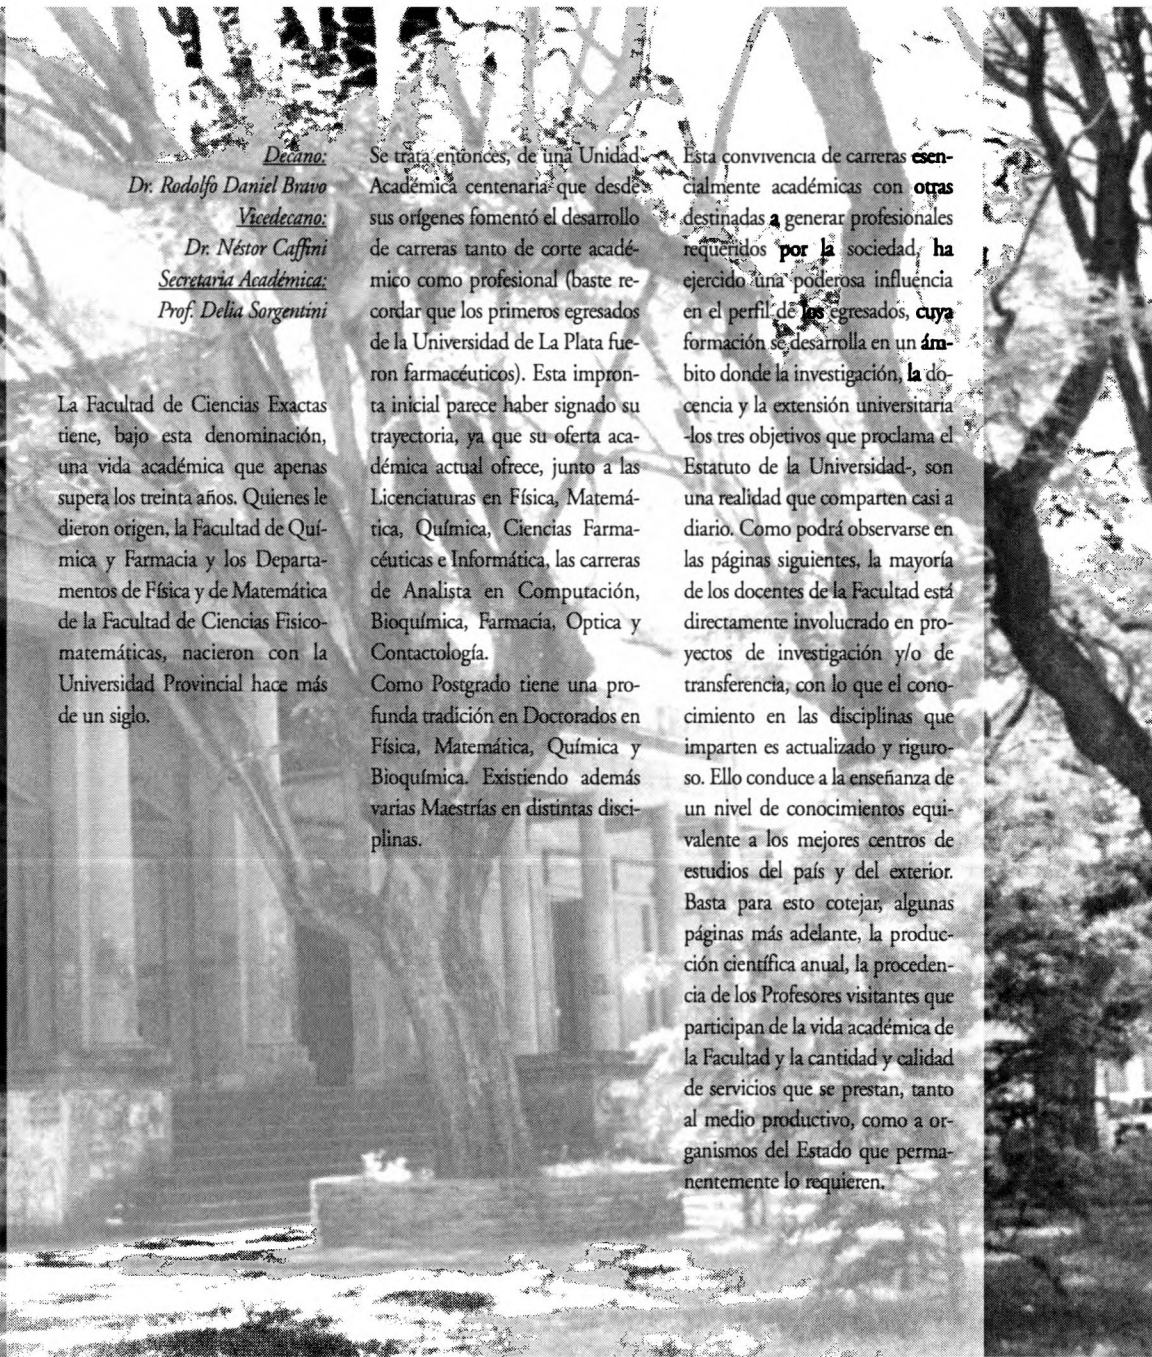 Decano:
Dr. Rodolfo Daniel Bravo
Vicedecano:
Dr. Néstor Caffini
Secretaria Académica:
Prof. Delia Sorgentini
La Facultad de Ciencias Exactas
tiene, bajo esta denominación,
una vida académica que apenas
supera los treinta años. Quienes le
dieron origen, la Facultad de Quí-
mica y Farmacia y los Departa-
mentos de Física y de Matemática
de la Facultad de Ciencias Fisico-
matemáticas, nacieron con la
Universidad Provincial hace más
de un siglo.
Se trata entonces, de una Unidad
Académica centenaria que desde
sus orígenes fomentó el desarrollo
de carreras tanto de corte acadé-
mico como profesional (baste re-
cordar que los primeros egresados
de la Universidad de La Plata fue-
ron farmacéuticos). Esta impron-
ta inicial parece haber signado su
trayectoria, ya que su oferta aca-
démica actual ofrece, junto a las
Licenciaturas en Física, Matemá-
tica, Química, Ciencias Farma-
céuticas e Informática, las carreras
de Analista en Computación,
Bioquímica, Farmacia, Optica y
Contactología.
Como Postgrado tiene una pro-
funda tradición en Doctorados en
Física, Matemática, Química y
Bioquímica. Existiendo además
varias Maestrías en distintas disci-
plinas.
Esta convivencia de carreras esen-
cialmente académicas con otras
destinadas a generar profesionales
requeridos por la sociedad, ha
ejercido una poderosa influencia
en el perfil de los egresados, cuya
formación se desarrolla en un ám-
bito donde la investigación, la do-
cencia y la extensión universitaria
-los tres objetivos que proclama el
Estatuto de la Universidad-, son
una realidad que comparten casi a
diario. Como podrá observarse en
las páginas siguientes, la mayoría
de los docentes de la Facultad está
directamente involucrado en pro-
yectos de investigación y/o de
transferencia, con lo que el cono-
cimiento en las disciplinas que
imparten es actualizado y riguro-
so. Ello conduce a la enseñanza de
un nivel de conocimientos equi-
valente a los mejores centros de
estudios del país y del exterior.
Basta para esto cotejar, algunas
páginas más adelante, la produc-
ción científica anual, la proceden-
cia de los Profesores visitantes que
participan de la vida académica de
la Facultad y la cantidad y calidad
de servicios que se prestan, tanto
al medio productivo, como a or-
ganismos del Estado que perma-
nentemente lo requieren.